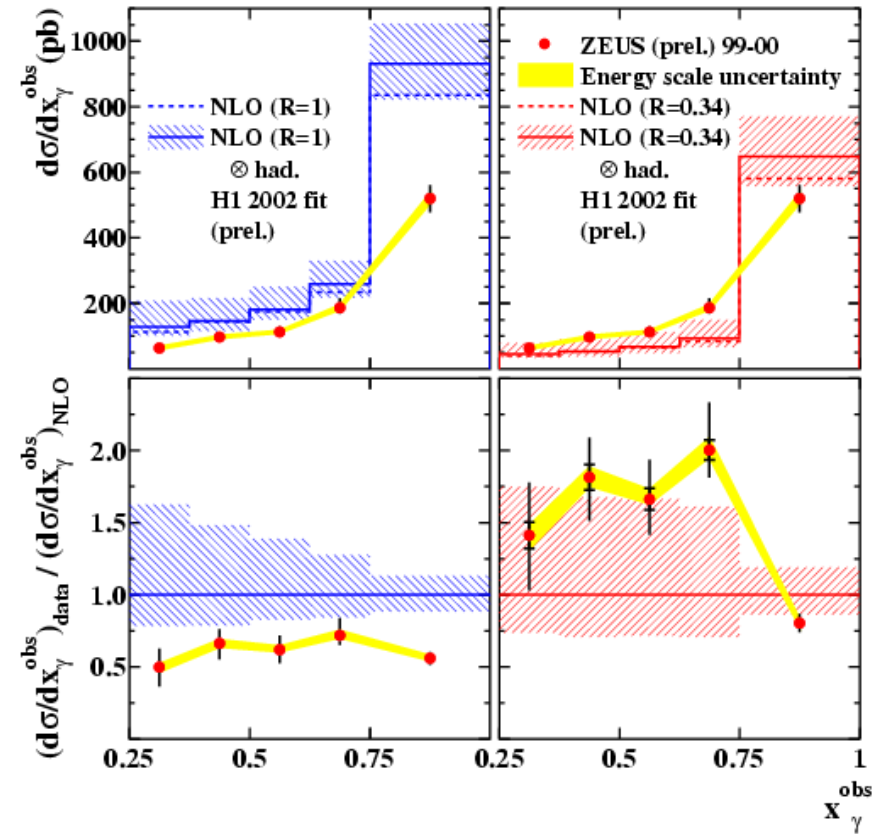 dσ/dx_γ^obs (pb)
1000
800
600
400
200
NLO (R=1)
NLO (R=1)
⊗ had.
H1 2002 fit
(prel.)
ZEUS (prel.) 99-00
Energy scale uncertainty
NLO (R=0.34)
NLO (R=0.34)
⊗ had.
H1 2002 fit
(prel.)
(dσ/dx_γ^obs)_data / (dσ/dx_γ^obs)_NLO
2.0
1.5
1.0
0.5
0.25 0.5 0.75 0.25 0.5 0.75 1
x_γ^obs